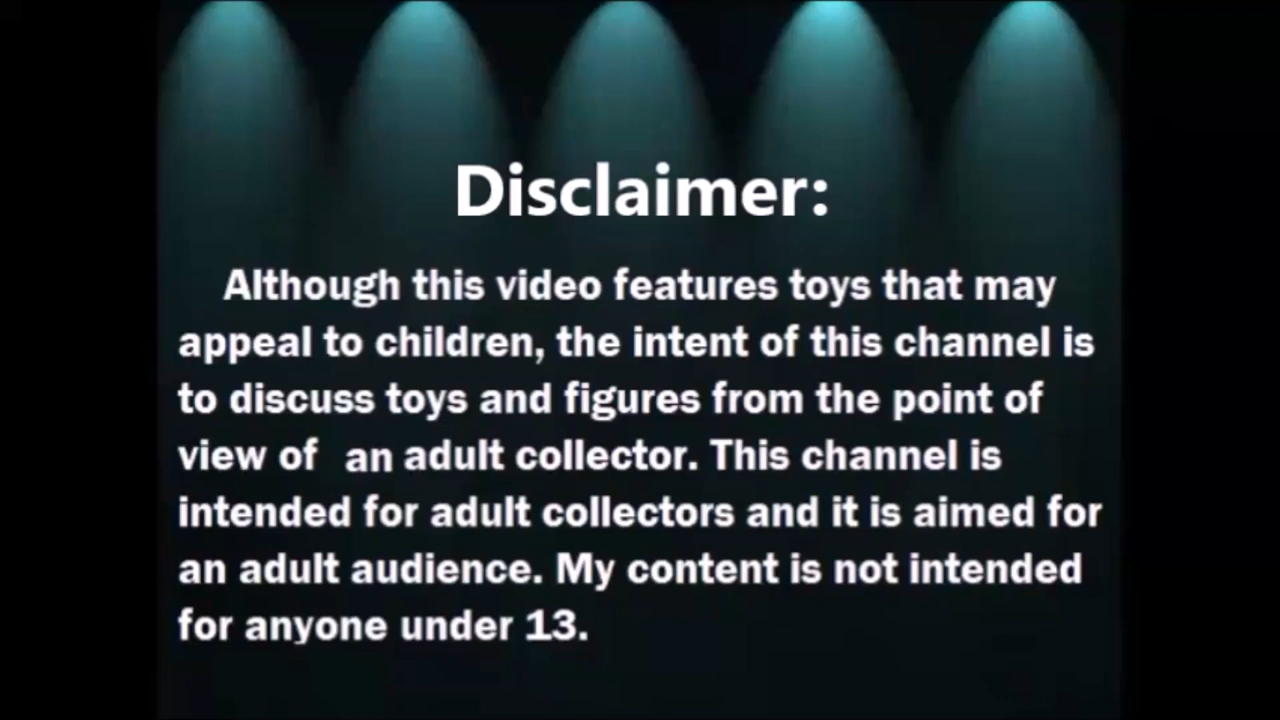 Disclaimer:
Although this video features toys that may
appeal to children, the intent of this channel is
to discuss toys and figures from the point of
view of an adult collector. This channel is
intended for adult collectors and it is aimed for
an adult audience. My content is not intended
for anyone under 13.